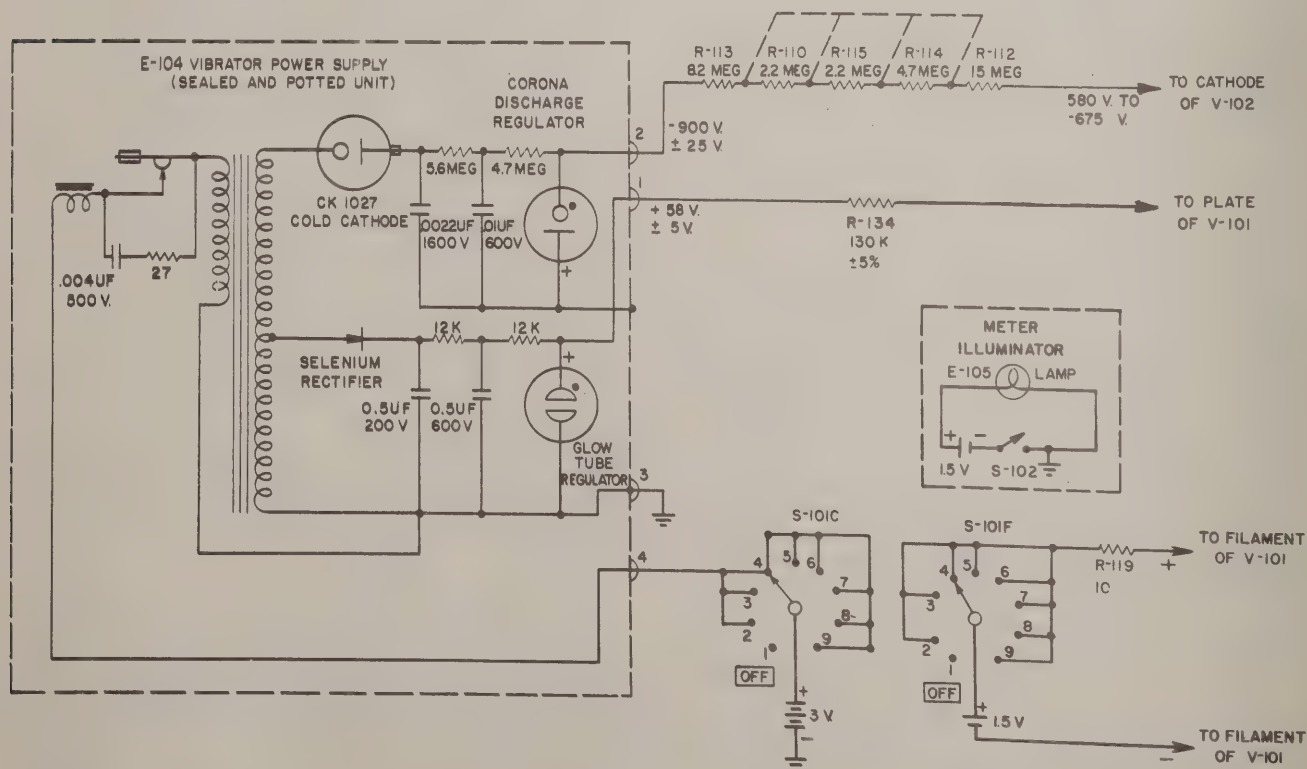 E-104 VIBRATOR POWER SUPPLY
(SEALED AND POTTED UNIT)
CORONA
DISCHARGE
REGULATOR
R-113
8.2 MEG
R-110
2.2 MEG
R-115
2.2 MEG
R-114
4.7MEG
R-112
15 MEG
TO CATHODE
OF V-102
580 V. TO
-675 V.
2
-900 V.
± 25 V.
5.6MEG
4.7MEG
CK 1027
COLD CATHODE
.0022UF
1600V
.01UF
600V
+
1
+ 58 V.
± 5V.
R-134
130 K
±5%
TO PLATE
OF V-101
.004UF
800 V.
27
SELENIUM
RECTIFIER
12K
12K
+
0.5UF
200 V
0.5UF
600V
GLOW
TUBE
REGULATOR
3
METER
ILLUMINATOR
E-105
LAMP
+
-
1.5 V
S-102
4
S-101C
4
5
6
3
7
2
8
1
9
OFF
+
3 V.
-
S-101F
4
5
6
3
7
2
8
1
9
OFF
+
1.5 V
R-119
10
TO FILAMENT
OF V-101
+
TO FILAMENT
OF V-101
-